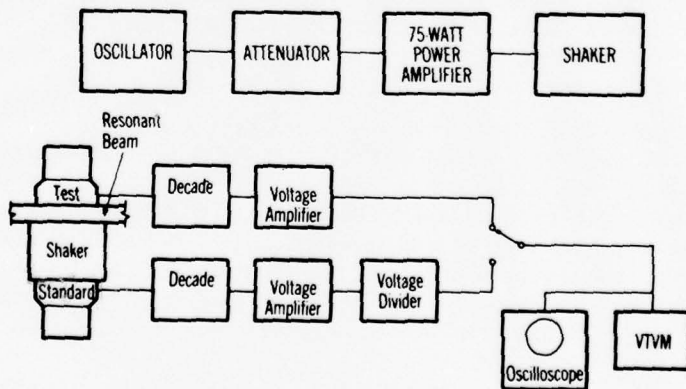 OSCILLATOR
ATTENUATOR
75-WATT
POWER
AMPLIFIER
SHAKER
Resonant
Beam
Test
Decade
Voltage
Amplifier
Shaker
Standard
Decade
Voltage
Amplifier
Voltage
Divider
Oscilloscope
VTVM